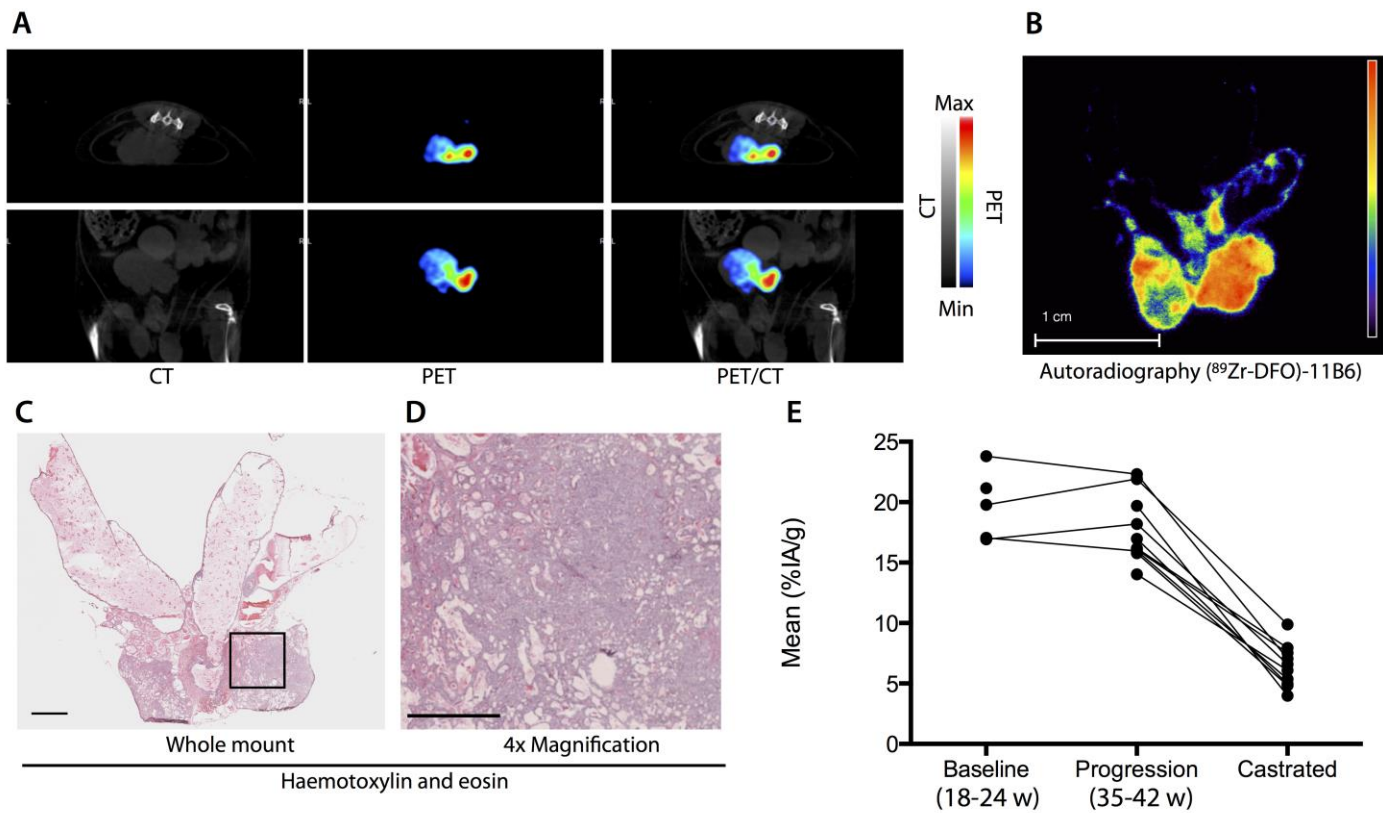 A
B
L
R
L
R
L
R
L
R
Max
CT
PET
Min
CT
PET
PET/CT
1 cm
Autoradiography (⁸⁹Zr-DFO)-11B6)
C
D
E
Whole mount
4x Magnification
Haemotoxylin and eosin
Mean (%IA/g)
25
20
15
10
5
0
Baseline
(18-24 w)
Progression
(35-42 w)
Castrated